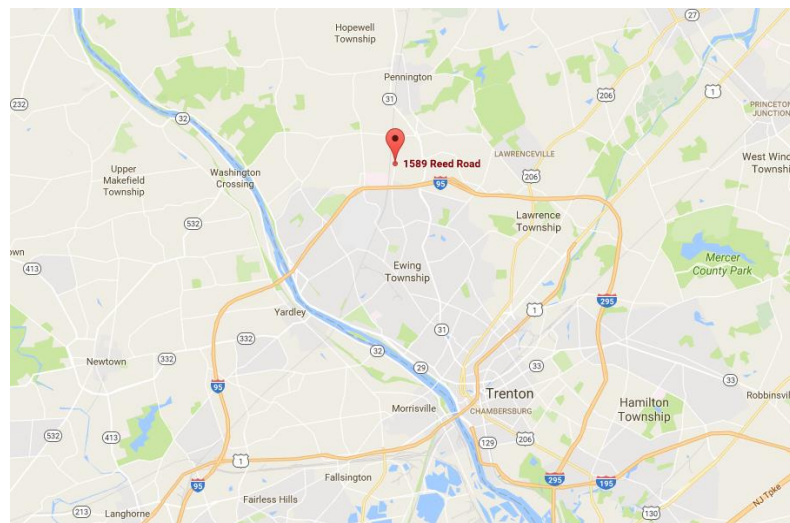 Hopewell
Township
27
Pennington
206
1
31
232
32
PRINCETON
JUNCTION
1589 Reed Road
LAWRENCEVILLE
206
West Wind
Township
Upper
Makefield
Township
Washington
Crossing
95
Lawrence
Township
532
413
Mercer
County Park
Ewing
Township
295
Yardley
1
31
332
32
332
Newtown
29
33
33
95
Trenton
Robbinsvi
Morrisville
CHAMBERSBURG
Hamilton
Township
532
413
129
206
1
Fallsington
295
195
95
Fairless Hills
NJ Tpke
213
Langhorne
130